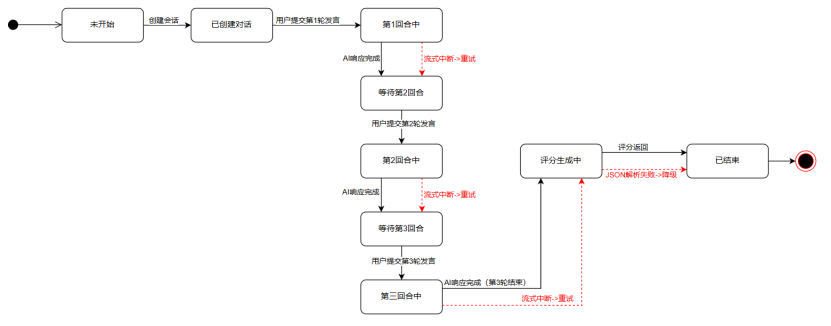 未开始
创建会话
已创建对话
用户提交第1轮发言
第1回合中
AI响应完成
流式中断->重试
等待第2回合
用户提交第2轮发言
第2回合中
AI响应完成
流式中断->重试
等待第3回合
用户提交第3轮发言
第三回合中
AI响应完成（第3轮结束）
流式中断->重试
评分生成中
评分返回
JSON解析失败->降级
已结束